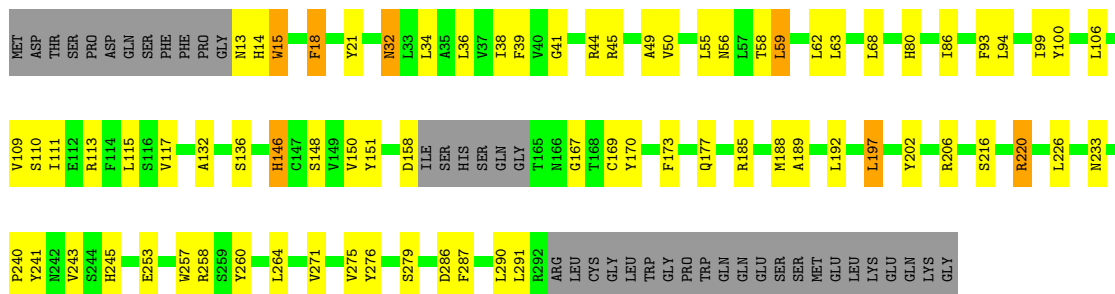 MET ASP THR SER PRO ASP GLN SER PHE PHE PRO GLY N13 H14 W15 F18 Y21 N32 L33 L34 A35 L36 V37 I38 F39 V40 G41 R44 R45 A49 V50 L55 N56 L57 T58 L59 L62 L63 L68 H80 I86 F93 L94 I99 Y100 L106
V109 S110 I111 E112 R113 F114 L115 S116 V117 A132 S136 H146 C147 S148 V149 V150 Y151 D158 ILE SER HIS SER GLN GLY T165 N166 G167 T168 C169 Y170 F173 Q177 R185 M188 A189 L192 L197 Y202 R206 S216 R220 L226 N233
P240 Y241 N242 V243 S244 H245 E253 W257 R258 S259 Y260 L264 V271 V275 Y276 S279 D286 F287 L290 L291 R292 ARG LEU CYS GLY LEU TRP GLY PRO TRP GLN GLN GLU SER SER MET GLU LEU LYS GLU GLN LYS GLY